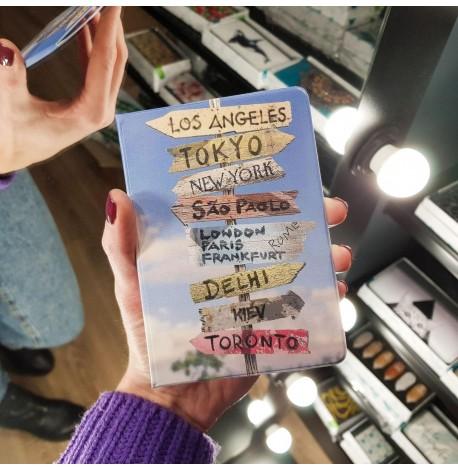 LOS ANGELES
TOKYO
NEW YORK
SÃO PAOLO
LONDON
PARIS
ROME
FRANKFURT
DELHI
KIEV
TORONTO